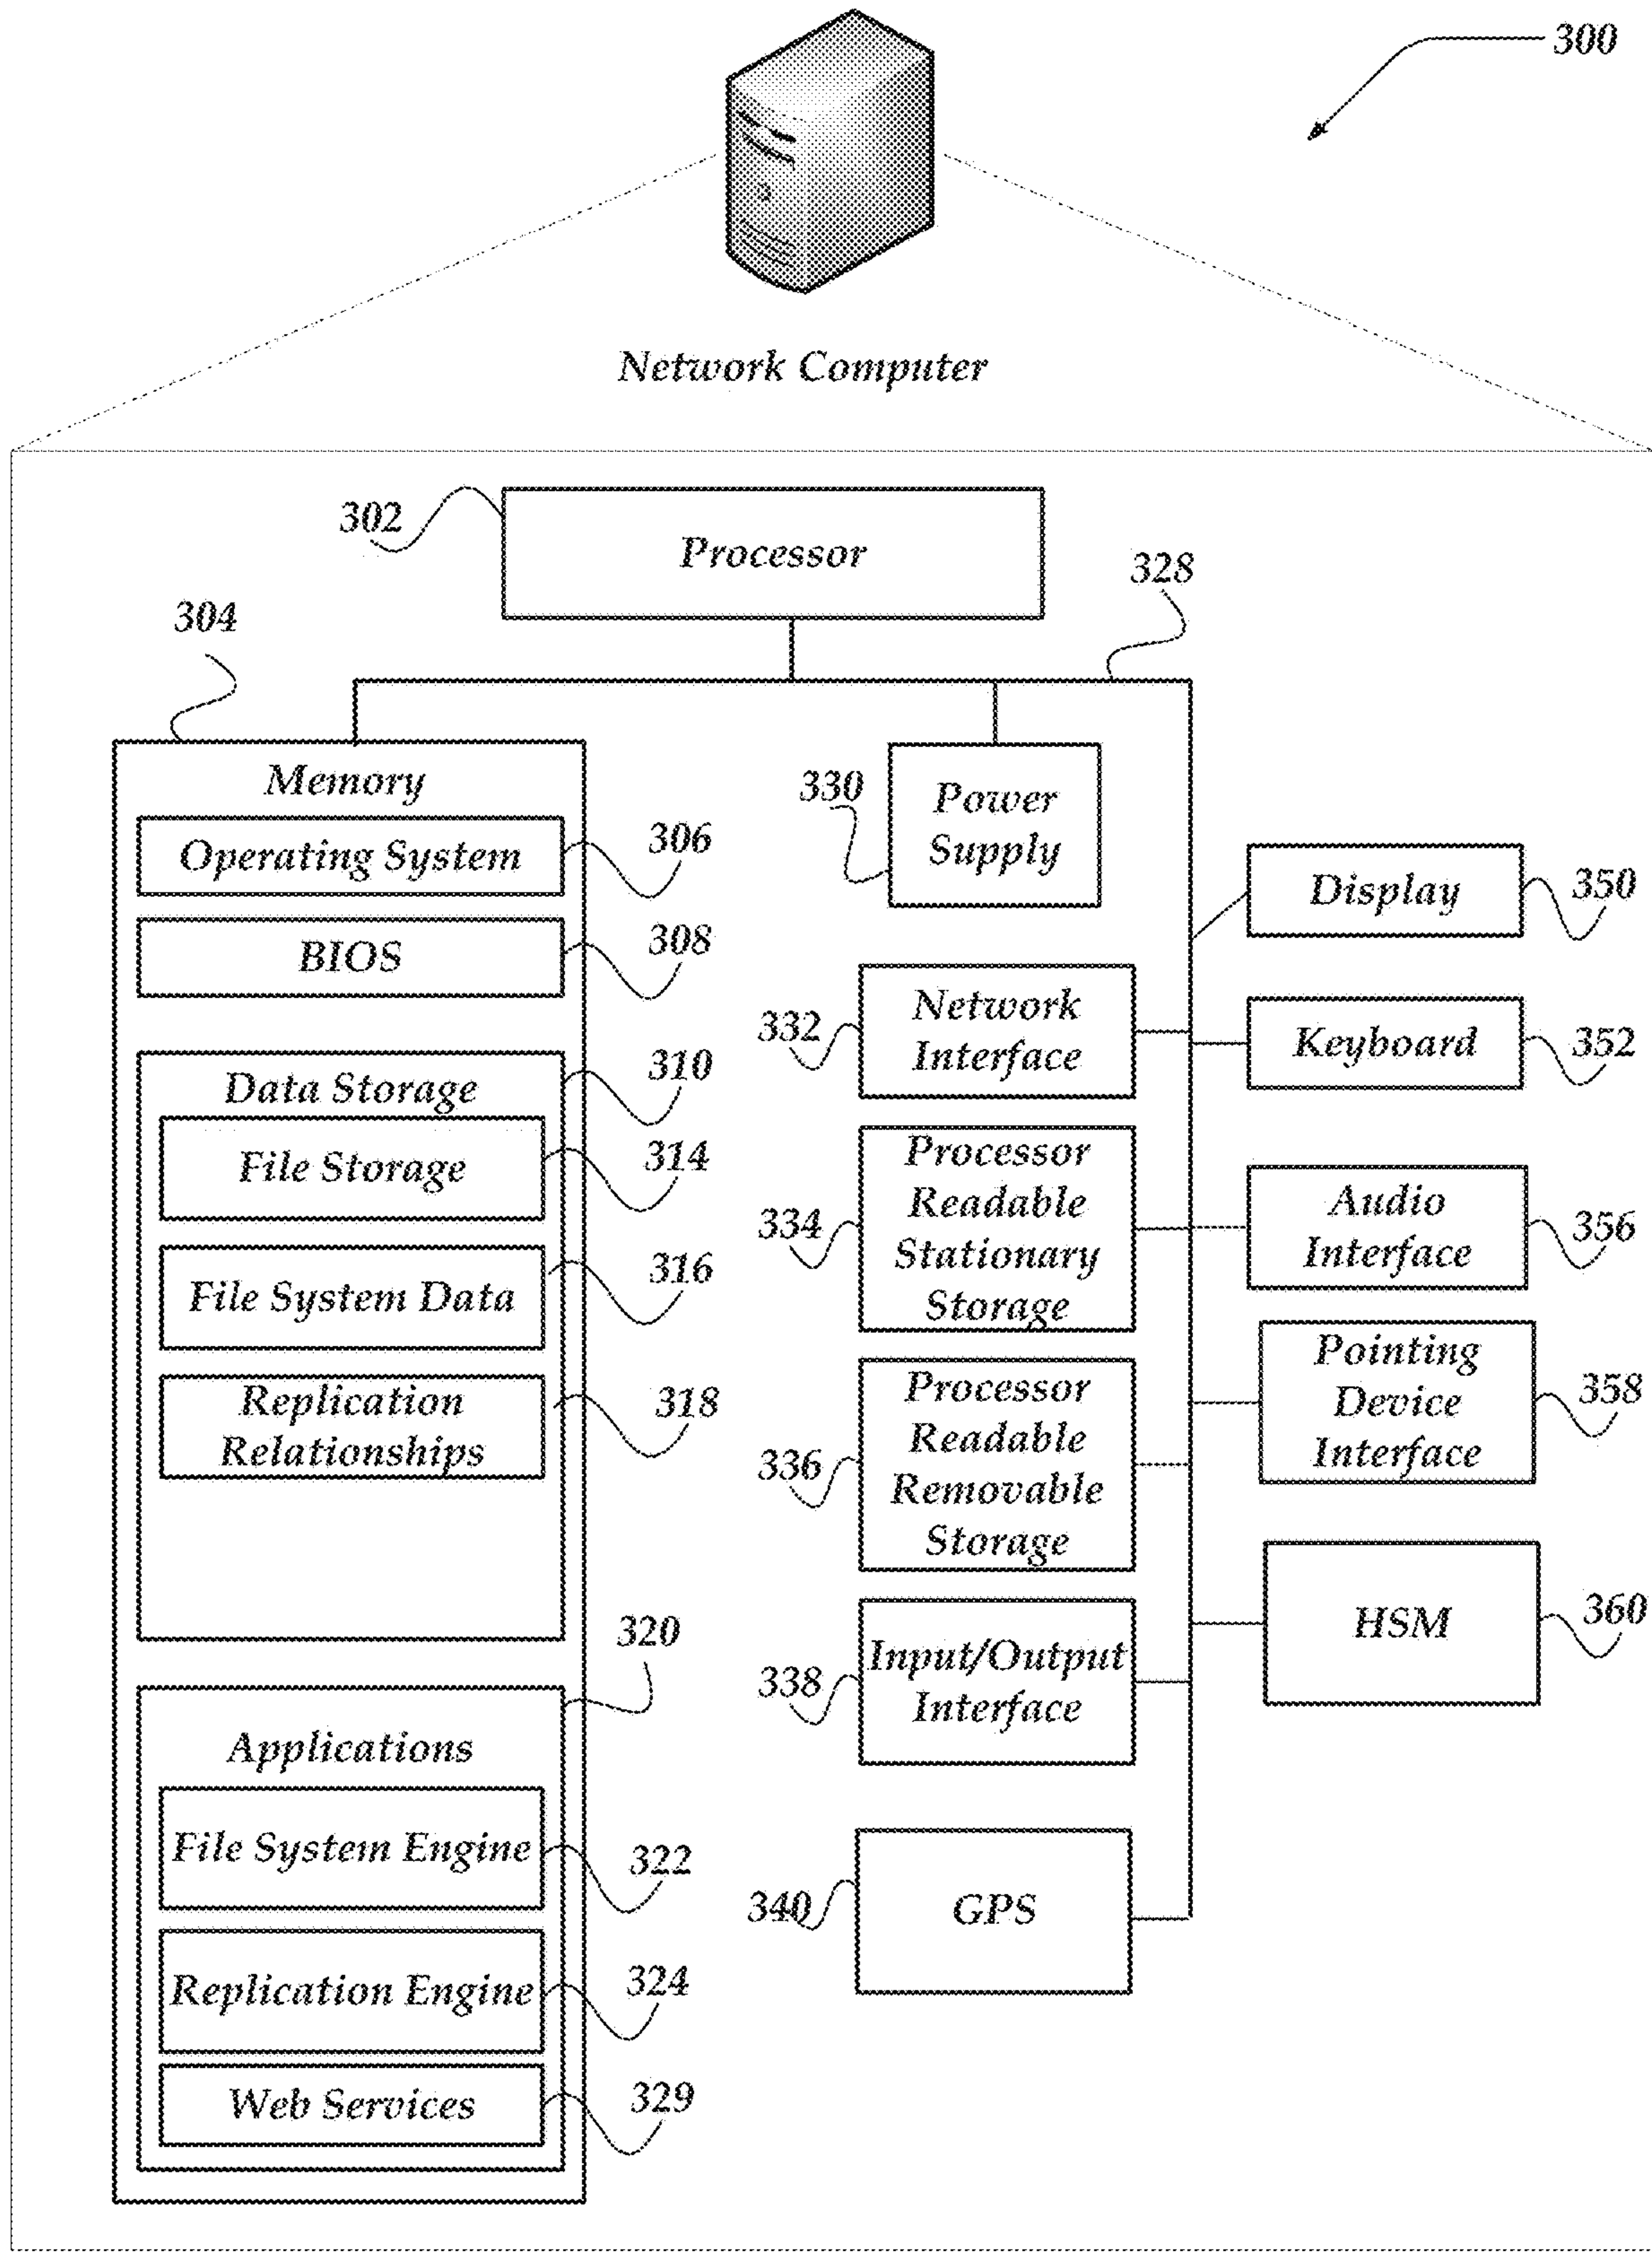 300
Network Computer
302
Processor
328
304
Memory
Operating System
306
BIOS
308
Data Storage
310
File Storage
314
File System Data
316
Replication
Relationships
318
320
Applications
File System Engine
322
Replication Engine
324
Web Services
329
330
Power
Supply
332
Network
Interface
334
Processor
Readable
Stationary
Storage
336
Processor
Readable
Removable
Storage
338
Input/Output
Interface
340
GPS
Display
350
Keyboard
352
Audio
Interface
356
Pointing
Device
Interface
358
HSM
360